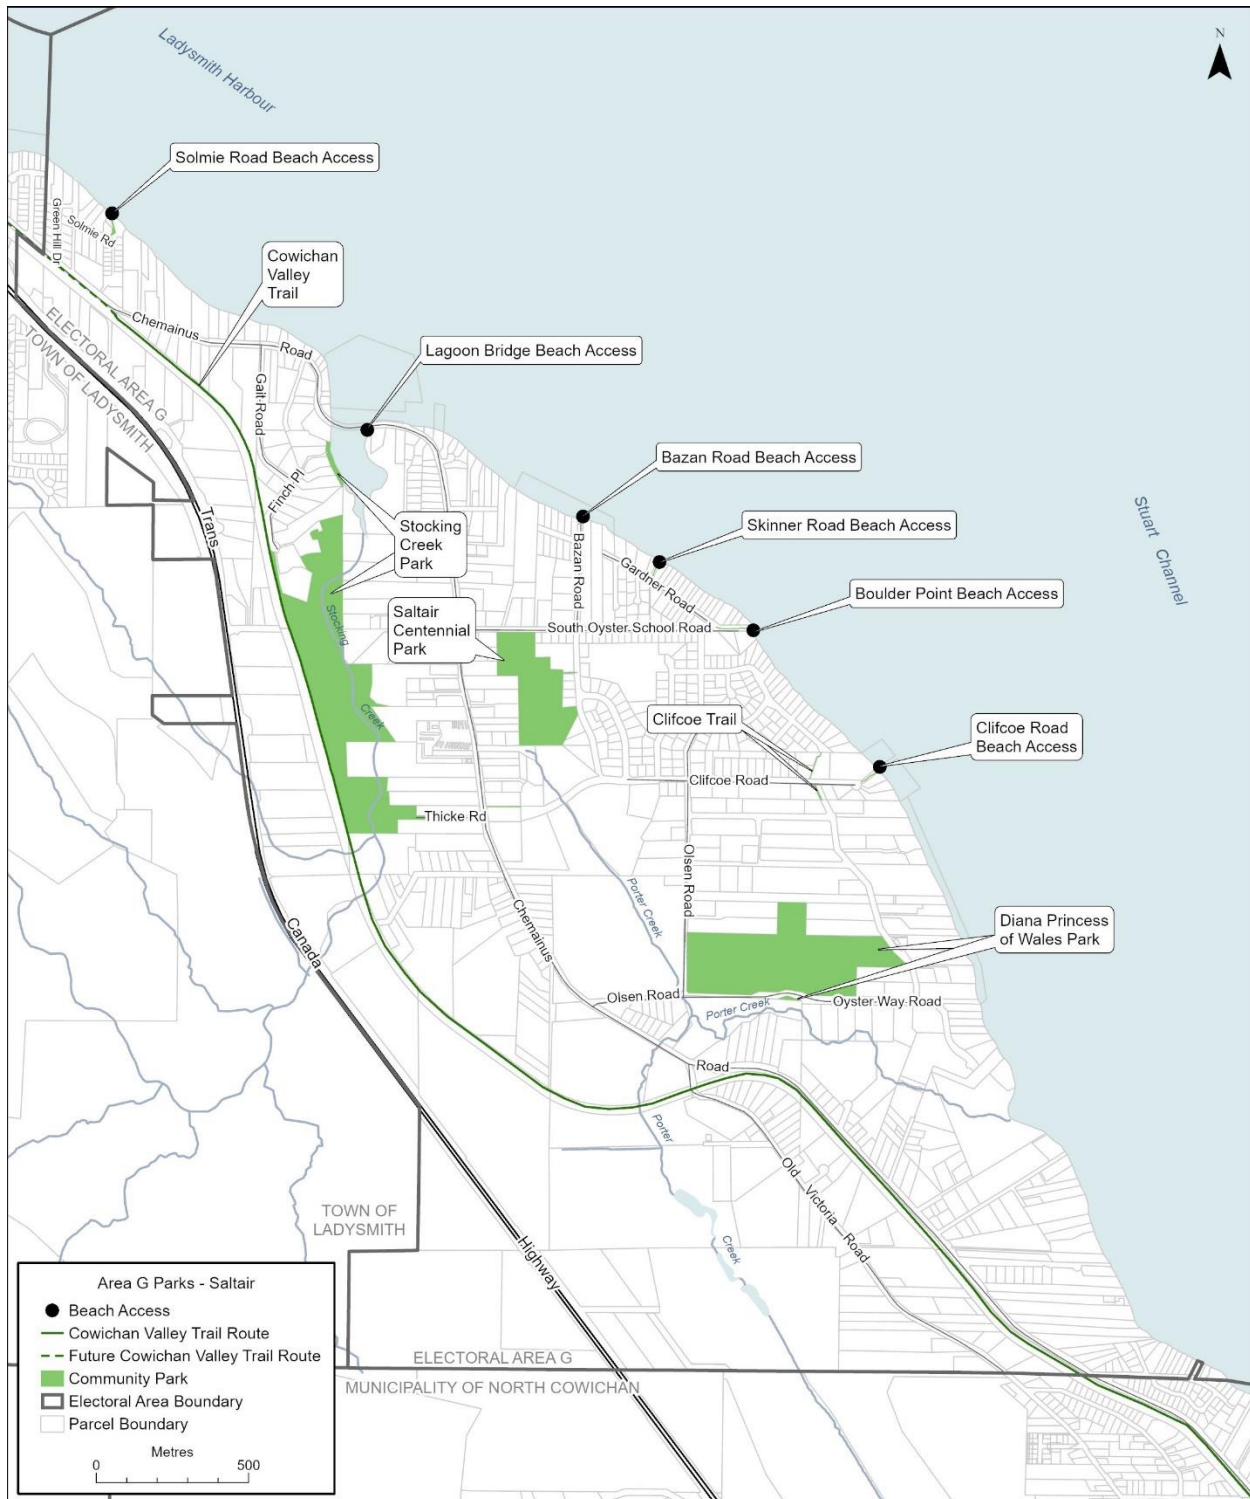 N
Ladysmith
Harbour
Solmie Road Beach Access
Green Hill Dr
Solmie Rd
Cowichan
Valley
Trail
Chemainus
Road
Lagoon Bridge Beach Access
ELECTORAL AREA G
TOWN OF LADYSMITH
Gait Road
Finch Pl
Bazan Road Beach Access
Trans
Stocking
Creek
Park
Skinner Road Beach Access
Stuart Channel
Bazan Road
Gardner Road
Boulder Point Beach Access
Saltair
Centennial
Park
South Oyster School Road
Stocking
Creek
Clifcoe Trail
Clifcoe Road
Beach Access
Clifcoe Road
Thicke Rd
Olsen Road
Porter Creek
Chemainus
Canada
Diana Princess
of Wales Park
Olsen Road
Porter Creek
Oyster Way Road
Road
Porter
Old Victoria Road
TOWN OF
LADYSMITH
Creek
Highway
ELECTORAL AREA G
MUNICIPALITY OF NORTH COWICHAN
Area G Parks - Saltair
Beach Access
Cowichan Valley Trail Route
Future Cowichan Valley Trail Route
Community Park
Electoral Area Boundary
Parcel Boundary
Metres
0 500